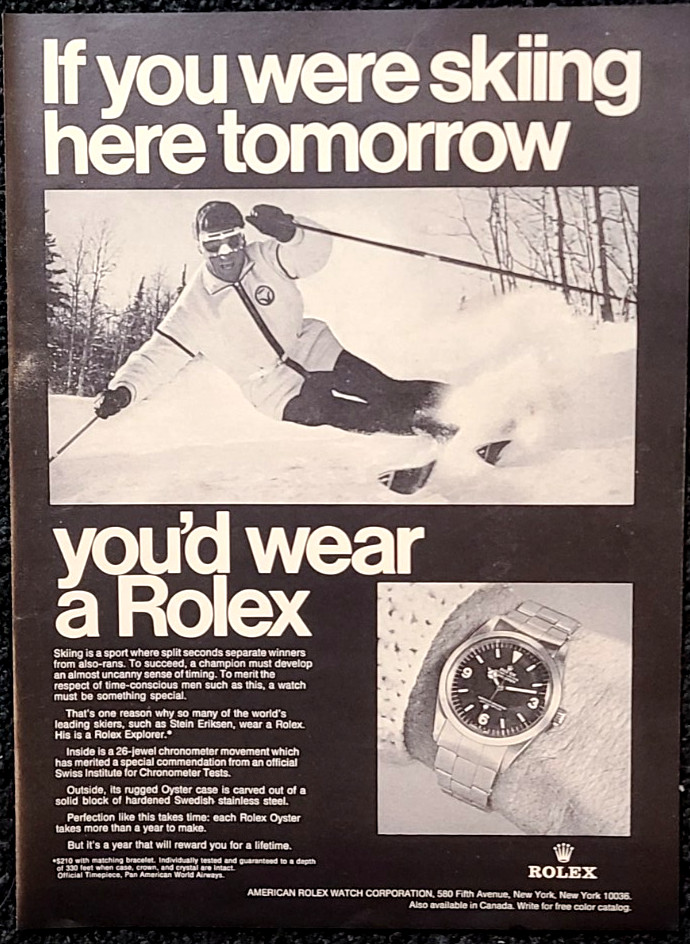 If you were skiing
here tomorrow
you'd wear
a Rolex
Skiing is a sport where split seconds separate winners
from also-rans. To succeed, a champion must develop
an almost uncanny sense of timing. To merit the
respect of time-conscious men such as this, a watch
must be something special.
That's one reason why so many of the world's
leading skiers, such as Stein Eriksen, wear a Rolex.
His is a Rolex Explorer.*
Inside is a 26-jewel chronometer movement which
has merited a special commendation from an official
Swiss Institute for Chronometer Tests.
Outside, its rugged Oyster case is carved out of a
solid block of hardened Swedish stainless steel.
Perfection like this takes time: each Rolex Oyster
takes more than a year to make.
But it's a year that will reward you for a lifetime.
*$210 with matching bracelet. Individually tested and guaranteed to a depth
of 330 feet when case, crown, and crystal are intact.
Official Timepiece, Pan American World Airways.
3
6
9
ROLEX
AMERICAN ROLEX WATCH CORPORATION, 580 Fifth Avenue, New York, New York 10036.
Also available in Canada. Write for free color catalog.